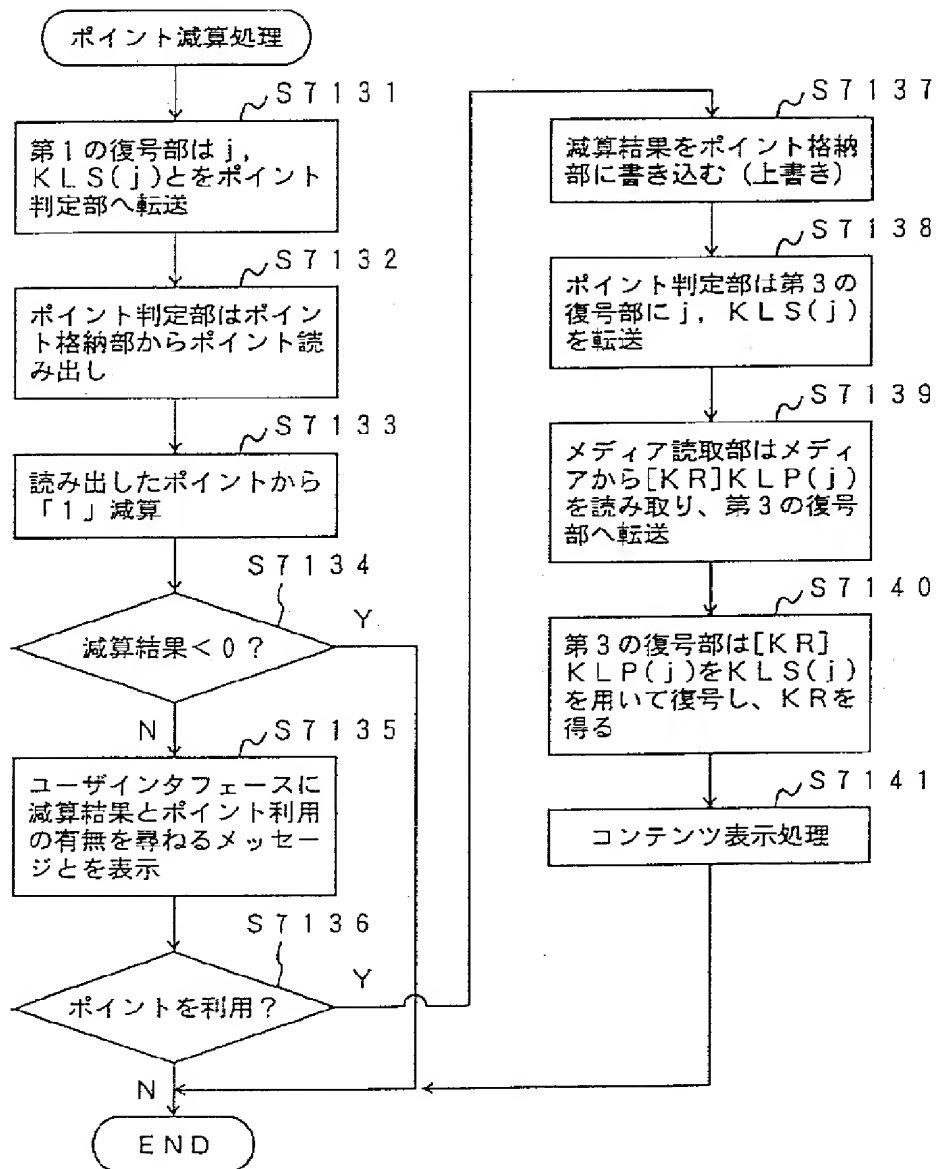 ポイント減算処理
S7131
第1の復号部はj,
KLS(j)とをポイント
判定部へ転送
S7132
ポイント判定部はポイン
ト格納部からポイント読
み出し
S7133
読み出したポイントから
「1」減算
S7134
減算結果<0?
Y
N
S7135
ユーザインタフェースに
減算結果とポイント利用
の有無を尋ねるメッセー
ジとを表示
S7136
ポイントを利用?
Y
N
END
S7137
減算結果をポイント格納
部に書き込む(上書き)
S7138
ポイント判定部は第3の
復号部にj, KLS(j)
を転送
S7139
メディア読取部はメディ
アから[KR]KLP(j)
を読み取り、第3の復号
部へ転送
S7140
第3の復号部は[KR]
KLP(j)をKLS(j)
を用いて復号し、KRを
得る
S7141
コンテンツ表示処理